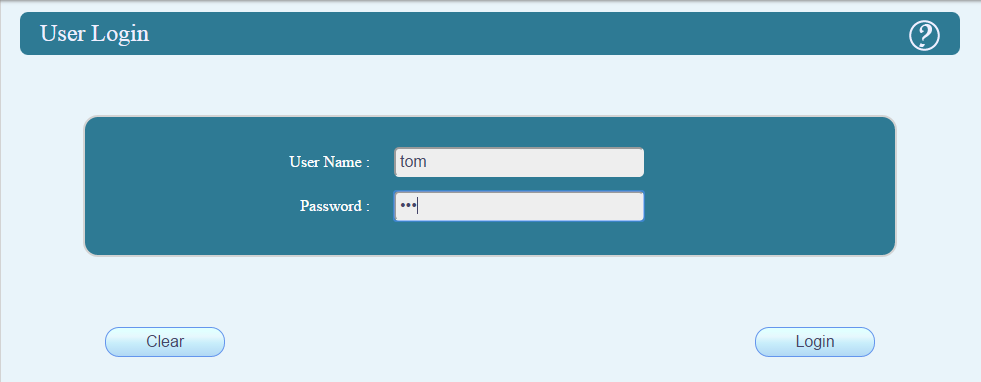 User Login ?
User Name : tom
Password : •••
Clear Login